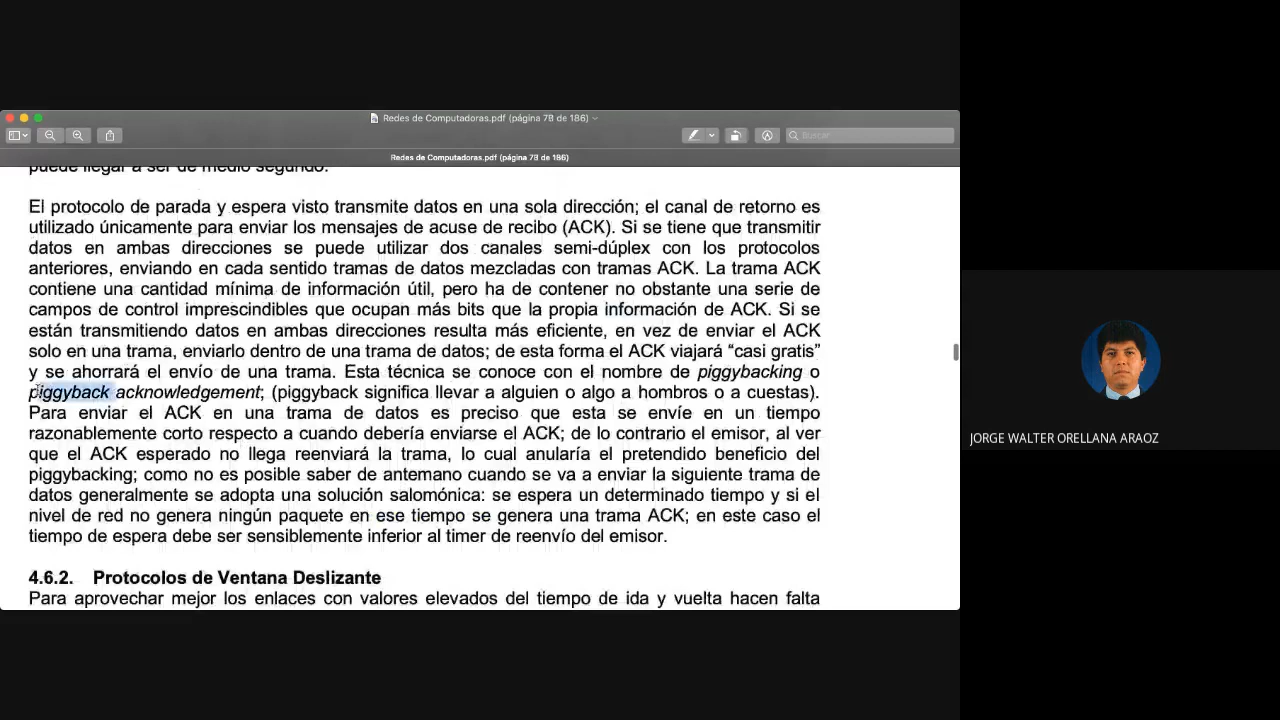 Redes de Computadoras.pdf (página 78 de 186)
Buscar
Redes de Computadoras.pdf (página 78 de 186)
puede llegar a ser de medio segundo.
El protocolo de parada y espera visto transmite datos en una sola dirección; el canal de retorno es
utilizado únicamente para enviar los mensajes de acuse de recibo (ACK). Si se tiene que transmitir
datos en ambas direcciones se puede utilizar dos canales semi-dúplex con los protocolos
anteriores, enviando en cada sentido tramas de datos mezcladas con tramas ACK. La trama ACK
contiene una cantidad mínima de información útil, pero ha de contener no obstante una serie de
campos de control imprescindibles que ocupan más bits que la propia información de ACK. Si se
están transmitiendo datos en ambas direcciones resulta más eficiente, en vez de enviar el ACK
solo en una trama, enviarlo dentro de una trama de datos; de esta forma el ACK viajará “casi gratis”
y se ahorrará el envío de una trama. Esta técnica se conoce con el nombre de piggybacking o
piggyback acknowledgement; (piggyback significa llevar a alguien o algo a hombros o a cuestas).
Para enviar el ACK en una trama de datos es preciso que esta se envíe en un tiempo
razonablemente corto respecto a cuando debería enviarse el ACK; de lo contrario el emisor, al ver
que el ACK esperado no llega reenviará la trama, lo cual anularía el pretendido beneficio del
piggybacking; como no es posible saber de antemano cuando se va a enviar la siguiente trama de
datos generalmente se adopta una solución salomónica: se espera un determinado tiempo y si el
nivel de red no genera ningún paquete en ese tiempo se genera una trama ACK; en este caso el
tiempo de espera debe ser sensiblemente inferior al timer de reenvío del emisor.
4.6.2. Protocolos de Ventana Deslizante
Para aprovechar mejor los enlaces con valores elevados del tiempo de ida y vuelta hacen falta
JORGE WALTER ORELLANA ARAOZ